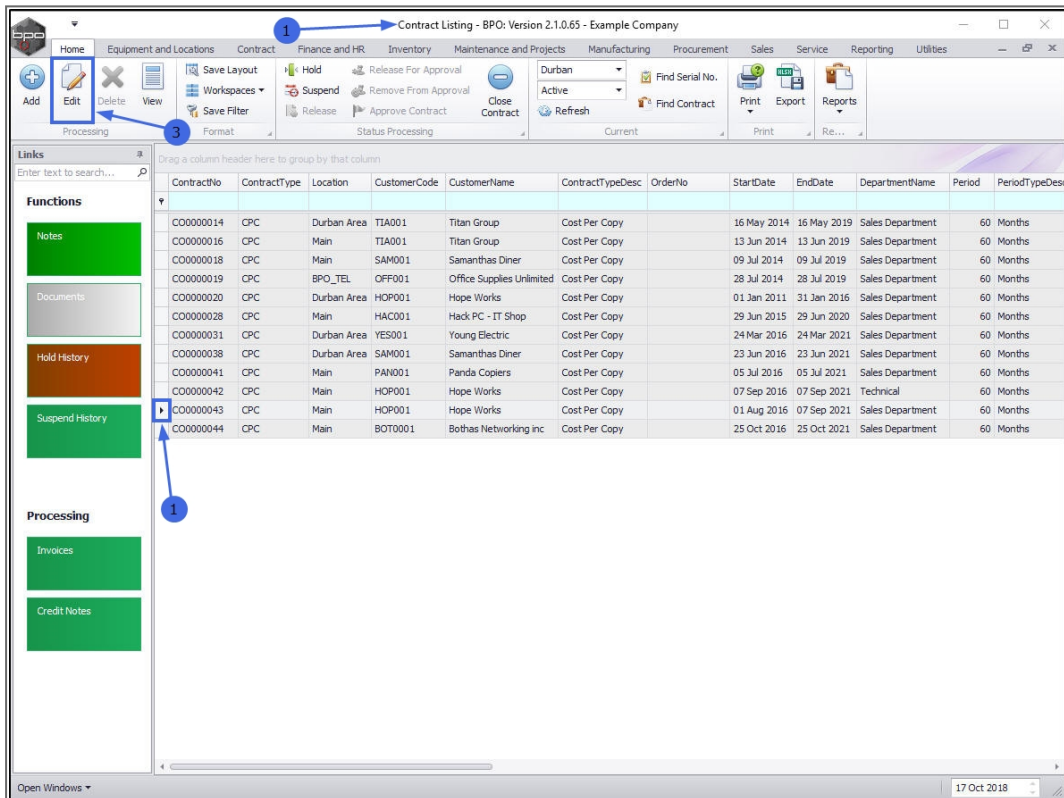 1
Contract Listing - BPO: Version 2.1.0.65 - Example Company
bpo
Home Equipment and Locations Contract Finance and HR Inventory Maintenance and Projects Manufacturing Procurement Sales Service Reporting Utilities
Add Edit Delete View
Save Layout
Workspaces
Save Filter
Hold
Suspend
Release
Release For Approval
Remove From Approval
Approve Contract
Close Contract
Durban
Active
Refresh
Find Serial No.
Find Contract
Print Export Reports
Processing 3 Format Status Processing Current Print Re...
Links
Enter text to search...
Functions
Notes
Documents
Hold History
Suspend History
Processing
Invoices
Credit Notes
Drag a column header here to group by that column
ContractNo ContractType Location CustomerCode CustomerName ContractTypeDesc OrderNo StartDate EndDate DepartmentName Period PeriodTypeDesc
CO0000014 CPC Durban Area TIA001 Titan Group Cost Per Copy 16 May 2014 16 May 2019 Sales Department 60 Months
CO0000016 CPC Main TIA001 Titan Group Cost Per Copy 13 Jun 2014 13 Jun 2019 Sales Department 60 Months
CO0000018 CPC Main SAM001 Samanthas Diner Cost Per Copy 09 Jul 2014 09 Jul 2019 Sales Department 60 Months
CO0000019 CPC BPO_TEL OFF001 Office Supplies Unlimited Cost Per Copy 28 Jul 2014 28 Jul 2019 Sales Department 60 Months
CO0000020 CPC Durban Area HOP001 Hope Works Cost Per Copy 01 Jan 2011 31 Jan 2016 Sales Department 60 Months
CO0000028 CPC Main HAC001 Hack PC - IT Shop Cost Per Copy 29 Jun 2015 29 Jun 2020 Sales Department 60 Months
CO0000031 CPC Durban Area YES001 Young Electric Cost Per Copy 24 Mar 2016 24 Mar 2021 Sales Department 60 Months
CO0000038 CPC Durban Area SAM001 Samanthas Diner Cost Per Copy 23 Jun 2016 23 Jun 2021 Sales Department 60 Months
CO0000041 CPC Main PAN001 Panda Copiers Cost Per Copy 05 Jul 2016 05 Jul 2021 Sales Department 60 Months
CO0000042 CPC Main HOP001 Hope Works Cost Per Copy 07 Sep 2016 07 Sep 2021 Technical 60 Months
CO0000043 CPC Main HOP001 Hope Works Cost Per Copy 01 Aug 2016 07 Sep 2021 Sales Department 60 Months
CO0000044 CPC Main BOT0001 Bothas Networking inc Cost Per Copy 25 Oct 2016 25 Oct 2021 Sales Department 60 Months
1
Open Windows
17 Oct 2018